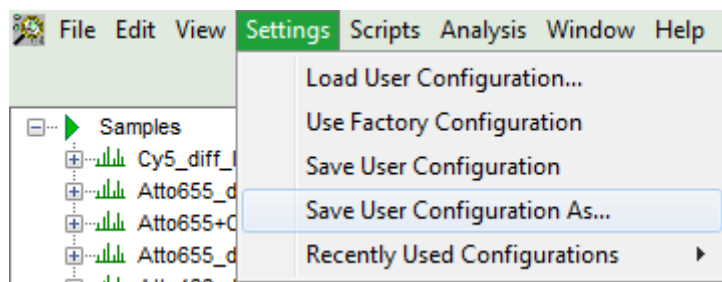 File Edit View Settings Scripts Analysis Window Help
Load User Configuration...
Use Factory Configuration
Save User Configuration
Save User Configuration As...
Recently Used Configurations
Samples
Cy5_diff_
Atto655_d
Atto655+C
Atto655_d